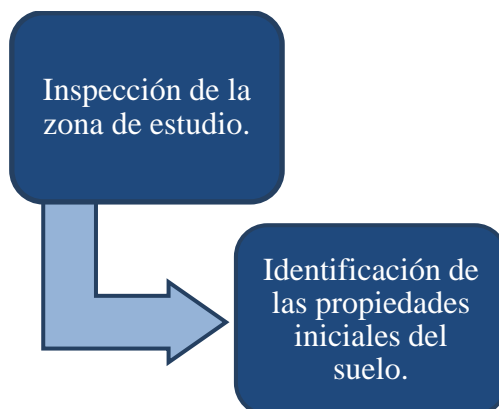 Inspección de la
zona de estudio.
Identificación de
las propiedades
iniciales del
suelo.